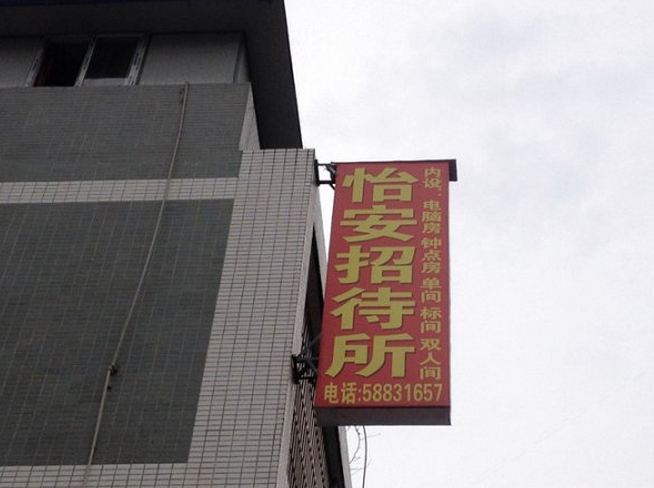 怡安招待所
内设：电脑房 钟点房 单间 标间 双人间
电话:58831657